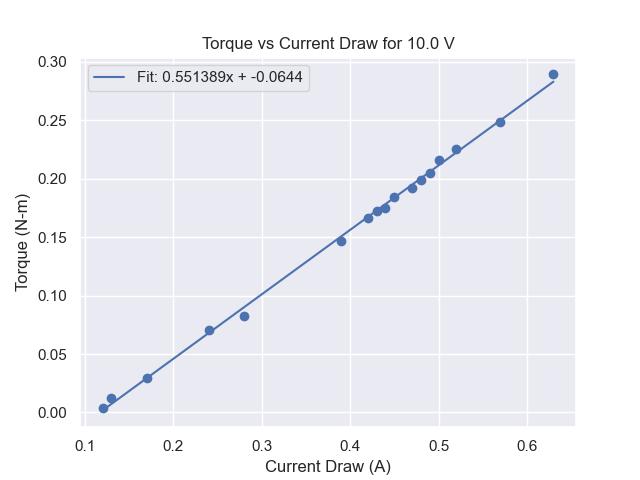 Torque vs Current Draw for 10.0 V
Fit: 0.551389x + -0.0644
0.30
0.25
0.20
0.15
0.10
0.05
0.00
Torque (N-m)
0.1 0.2 0.3 0.4 0.5 0.6
Current Draw (A)